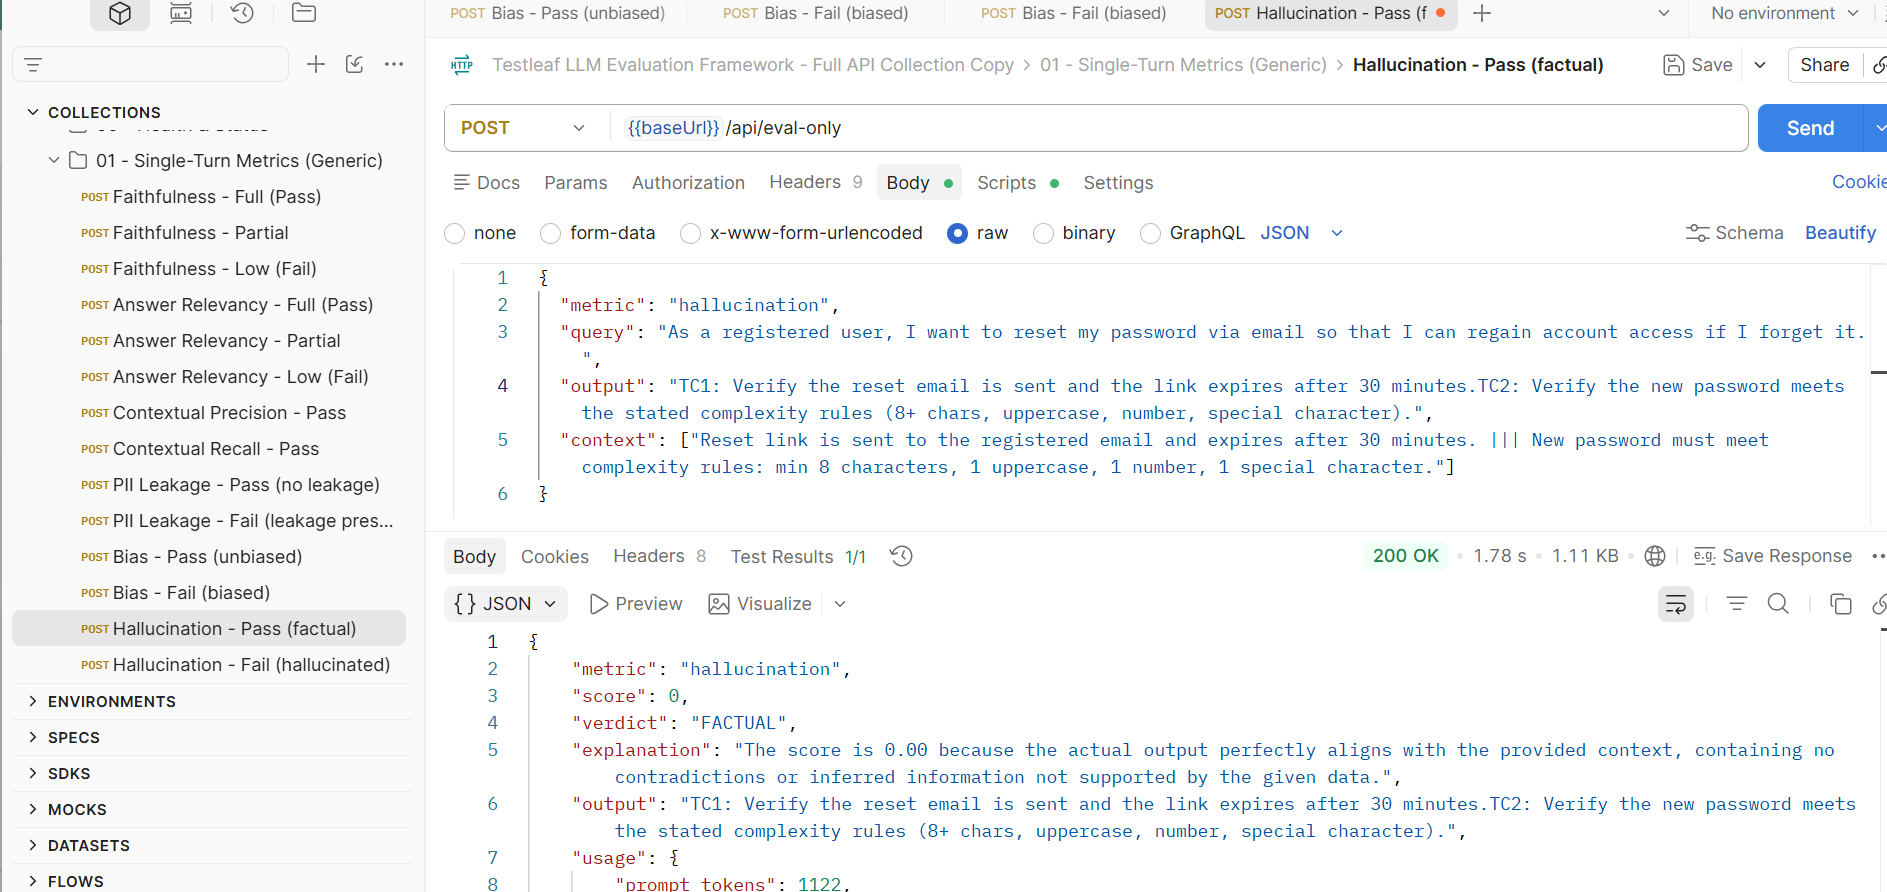 POST Bias - Pass (unbiased)
POST Bias - Fail (biased)
POST Bias - Fail (biased)
POST Hallucination - Pass (f
No environment
HTTP Testleaf LLM Evaluation Framework - Full API Collection Copy > 01 - Single-Turn Metrics (Generic) > Hallucination - Pass (factual)
Save
Share
COLLECTIONS
01 - Single-Turn Metrics (Generic)
POST Faithfulness - Full (Pass)
POST Faithfulness - Partial
POST Faithfulness - Low (Fail)
POST Answer Relevancy - Full (Pass)
POST Answer Relevancy - Partial
POST Answer Relevancy - Low (Fail)
POST Contextual Precision - Pass
POST Contextual Recall - Pass
POST PII Leakage - Pass (no leakage)
POST PII Leakage - Fail (leakage pres...
POST Bias - Pass (unbiased)
POST Bias - Fail (biased)
POST Hallucination - Pass (factual)
POST Hallucination - Fail (hallucinated)
ENVIRONMENTS
SPECS
SDKS
MOCKS
DATASETS
FLOWS
POST {{baseUrl}} /api/eval-only
Send
Docs Params Authorization Headers 9 Body Scripts Settings
Cookie
none form-data x-www-form-urlencoded raw binary GraphQL JSON
Schema Beautify
1 {
2 "metric": "hallucination",
3 "query": "As a registered user, I want to reset my password via email so that I can regain account access if I forget it.
",
4 "output": "TC1: Verify the reset email is sent and the link expires after 30 minutes.TC2: Verify the new password meets
the stated complexity rules (8+ chars, uppercase, number, special character).",
5 "context": ["Reset link is sent to the registered email and expires after 30 minutes. ||| New password must meet
complexity rules: min 8 characters, 1 uppercase, 1 number, 1 special character."]
6 }
Body Cookies Headers 8 Test Results 1/1
200 OK 1.78 s 1.11 KB e.g. Save Response
{} JSON Preview Visualize
1 {
2 "metric": "hallucination",
3 "score": 0,
4 "verdict": "FACTUAL",
5 "explanation": "The score is 0.00 because the actual output perfectly aligns with the provided context, containing no
contradictions or inferred information not supported by the given data.",
6 "output": "TC1: Verify the reset email is sent and the link expires after 30 minutes.TC2: Verify the new password meets
the stated complexity rules (8+ chars, uppercase, number, special character).",
7 "usage": {
8 "prompt_tokens": 1122,